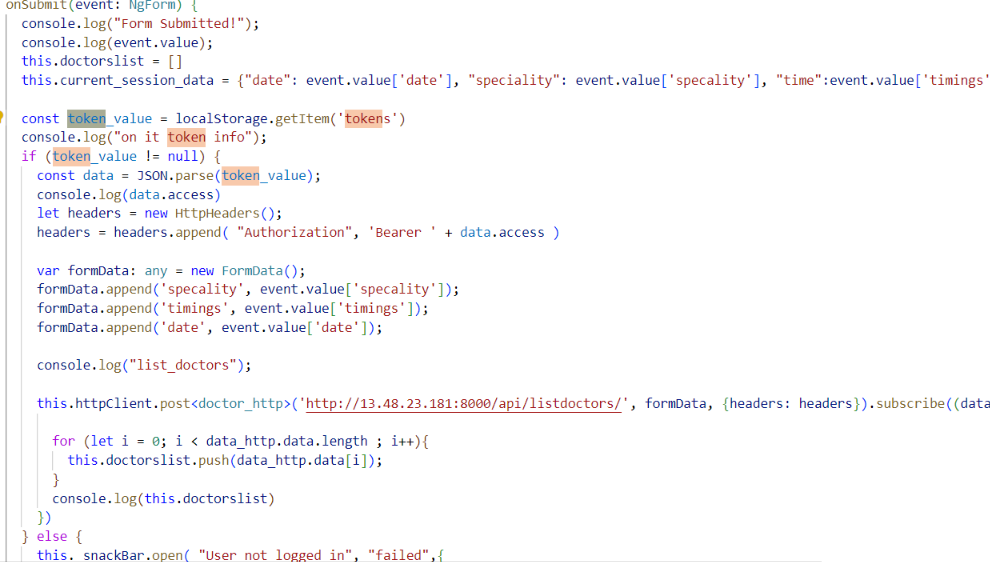 onSubmit(event: NgForm) {
console.log("Form Submitted!");
console.log(event.value);
this.doctorslist = []
this.current_session_data = {"date": event.value['date'], "speciality": event.value['specality'], "time":event.value['timings'
const token_value = localStorage.getItem('tokens')
console.log("on it token info");
if (token_value != null) {
const data = JSON.parse(token_value);
console.log(data.access)
let headers = new HttpHeaders();
headers = headers.append( "Authorization", 'Bearer ' + data.access )
var formData: any = new FormData();
formData.append('specality', event.value['specality']);
formData.append('timings', event.value['timings']);
formData.append('date', event.value['date']);
console.log("list_doctors");
this.httpClient.post<doctor_http>('http://13.48.23.181:8000/api/listdoctors/', formData, {headers: headers}).subscribe((data
for (let i = 0; i < data_http.data.length ; i++){
this.doctorslist.push(data_http.data[i]);
}
console.log(this.doctorslist)
})
} else {
this. snackBar.open( "User not logged in", "failed",{